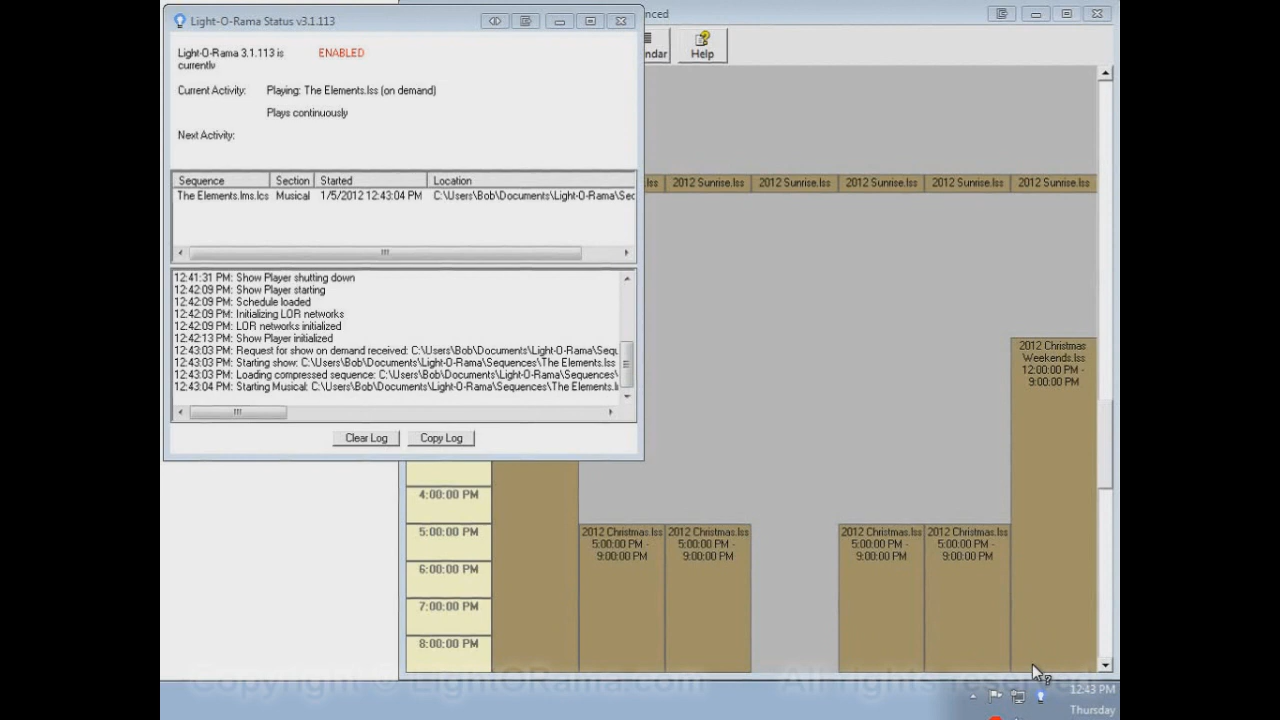 Light-O-Rama Status v3.1.113
Light-O-Rama 3.1.113 is currently ENABLED
Current Activity: Playing: The Elements.lss (on demand)
Plays continuously
Next Activity:
Sequence Section Started Location
The Elements.lms.lcs Musical 1/5/2012 12:43:04 PM C:\Users\Bob\Documents\Light-O-Rama\Sec
12:41:31 PM: Show Player shutting down
12:42:09 PM: Show Player starting
12:42:09 PM: Schedule loaded
12:42:09 PM: Initializing LOR networks
12:42:09 PM: LOR networks initialized
12:42:13 PM: Show Player initialized
12:43:03 PM: Request for show on demand received: C:\Users\Bob\Documents\Light-O-Rama\Sequ
12:43:03 PM: Starting show: C:\Users\Bob\Documents\Light-O-Rama\Sequences\The Elements.lss
12:43:03 PM: Loading compressed sequence: C:\Users\Bob\Documents\Light-O-Rama\Sequences\
12:43:04 PM: Starting Musical: C:\Users\Bob\Documents\Light-O-Rama\Sequences\The Elements.l
Clear Log Copy Log
nced
ndar Help
.lss 2012 Sunrise.lss 2012 Sunrise.lss 2012 Sunrise.lss 2012 Sunrise.lss 2012 Sunrise.lss
2012 Christmas
Weekends.lss
12:00:00 PM -
9:00:00 PM
4:00:00 PM
5:00:00 PM 2012 Christmas.lss 2012 Christmas.lss 2012 Christmas.lss 2012 Christmas.lss
5:00:00 PM - 5:00:00 PM - 5:00:00 PM - 5:00:00 PM -
9:00:00 PM 9:00:00 PM 9:00:00 PM 9:00:00 PM
6:00:00 PM
7:00:00 PM
8:00:00 PM
Copyright © LightORama.com All rights reserved
12:43 PM
Thursday